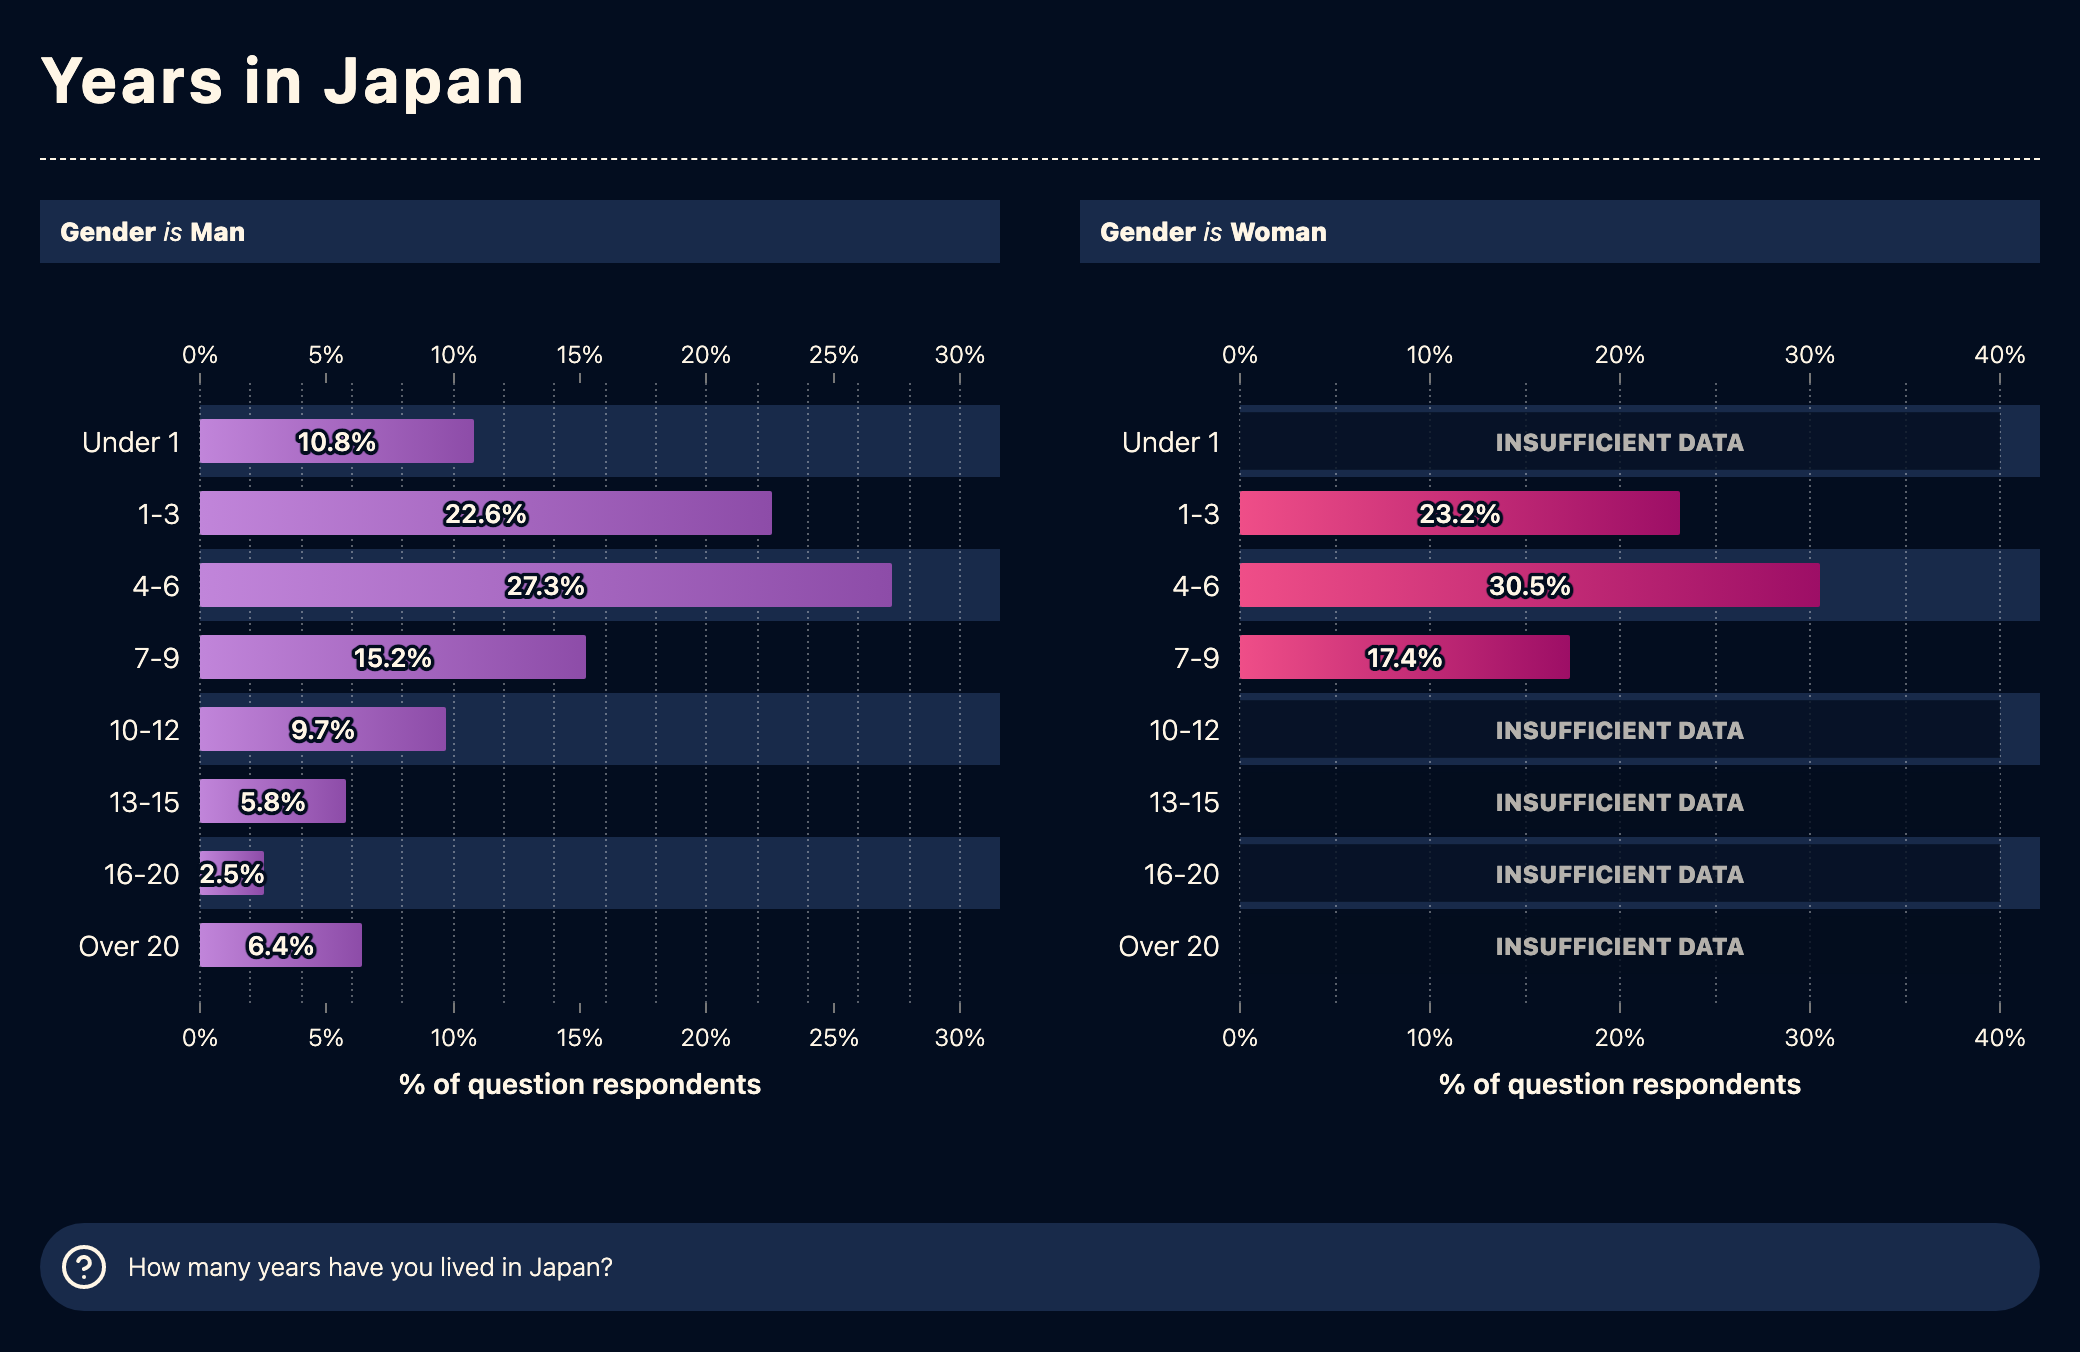 Years in Japan
Gender is Man
0% 5% 10% 15% 20% 25% 30%
Under 1 10.8%
1-3 22.6%
4-6 27.3%
7-9 15.2%
10-12 9.7%
13-15 5.8%
16-20 2.5%
Over 20 6.4%
0% 5% 10% 15% 20% 25% 30%
% of question respondents
Gender is Woman
0% 10% 20% 30% 40%
Under 1 INSUFFICIENT DATA
1-3 23.2%
4-6 30.5%
7-9 17.4%
10-12 INSUFFICIENT DATA
13-15 INSUFFICIENT DATA
16-20 INSUFFICIENT DATA
Over 20 INSUFFICIENT DATA
0% 10% 20% 30% 40%
% of question respondents
? How many years have you lived in Japan?